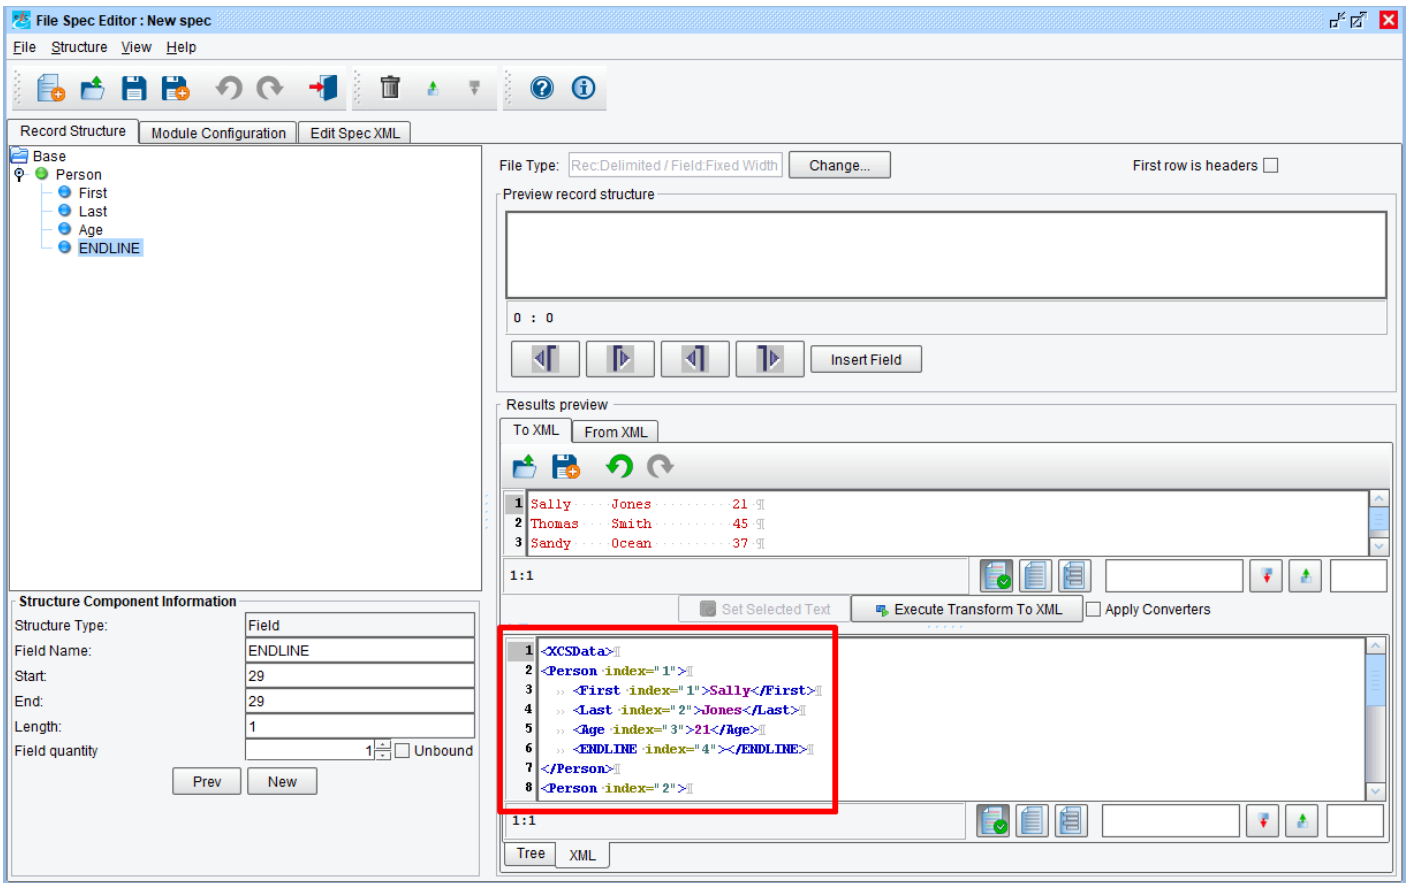 File Spec Editor : New spec
File Structure View Help
Record Structure Module Configuration Edit Spec XML
Base
Person
First
Last
Age
ENDLINE
File Type: Rec:Delimited / Field:Fixed Width Change... First row is headers
Preview record structure
0 : 0
Insert Field
Results preview
To XML From XML
1 Sally Jones 21
2 Thomas Smith 45
3 Sandy Ocean 37
1:1
Set Selected Text Execute Transform To XML Apply Converters
1 <XCSData>
2 <Person index="1">
3 <First index="1">Sally</First>
4 <Last index="2">Jones</Last>
5 <Age index="3">21</Age>
6 <ENDLINE index="4"></ENDLINE>
7 </Person>
8 <Person index="2">
1:1
Tree XML
Structure Component Information
Structure Type: Field
Field Name: ENDLINE
Start: 29
End: 29
Length: 1
Field quantity 1 Unbound
Prev New